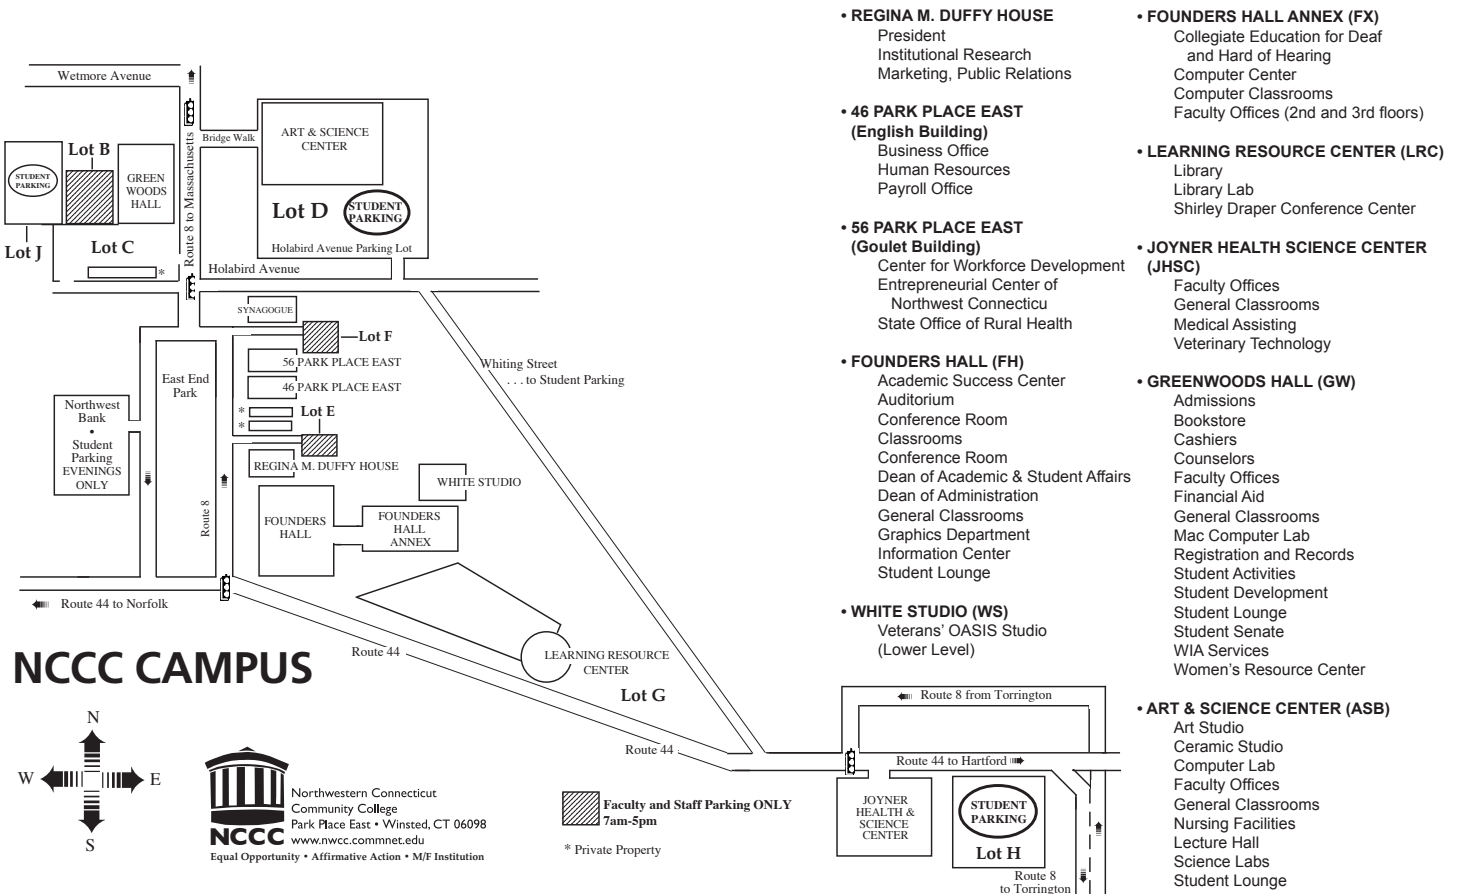 Wetmore Avenue
Route 8 to Massachusetts
Bridge Walk
ART & SCIENCE
CENTER
Lot B
STUDENT
PARKING
GREEN
WOODS
HALL
Lot D
STUDENT
PARKING
Lot J
Lot C
*
Holabird Avenue Parking Lot
Holabird Avenue
SYNAGOGUE
Lot F
56 PARK PLACE EAST
46 PARK PLACE EAST
Whiting Street
. . . to Student Parking
East End
Park
Northwest
Bank
•
Student
Parking
EVENINGS
ONLY
*
*
Lot E
REGINA M. DUFFY HOUSE
WHITE STUDIO
Route 8
FOUNDERS
HALL
FOUNDERS
HALL
ANNEX
Route 44 to Norfolk
Route 44
LEARNING RESOURCE
CENTER
Lot G
Route 44
NCCC CAMPUS
N
W
E
S
NCCC
Northwestern Connecticut
Community College
Park Place East • Winsted, CT 06098
www.nwcc.commnet.edu
Equal Opportunity • Affirmative Action • M/F Institution
Faculty and Staff Parking ONLY
7am-5pm
* Private Property
Route 8 from Torrington
Route 44 to Hartford
JOYNER
HEALTH &
SCIENCE
CENTER
STUDENT
PARKING
Lot H
Route 8
to Torrington
• REGINA M. DUFFY HOUSE
President
Institutional Research
Marketing, Public Relations
• 46 PARK PLACE EAST
(English Building)
Business Office
Human Resources
Payroll Office
• 56 PARK PLACE EAST
(Goulet Building)
Center for Workforce Development
Entrepreneurial Center of
Northwest Connecticu
State Office of Rural Health
• FOUNDERS HALL (FH)
Academic Success Center
Auditorium
Conference Room
Classrooms
Conference Room
Dean of Academic & Student Affairs
Dean of Administration
General Classrooms
Graphics Department
Information Center
Student Lounge
• WHITE STUDIO (WS)
Veterans' OASIS Studio
(Lower Level)
• FOUNDERS HALL ANNEX (FX)
Collegiate Education for Deaf
and Hard of Hearing
Computer Center
Computer Classrooms
Faculty Offices (2nd and 3rd floors)
• LEARNING RESOURCE CENTER (LRC)
Library
Library Lab
Shirley Draper Conference Center
• JOYNER HEALTH SCIENCE CENTER
(JHSC)
Faculty Offices
General Classrooms
Medical Assisting
Veterinary Technology
• GREENWOODS HALL (GW)
Admissions
Bookstore
Cashiers
Counselors
Faculty Offices
Financial Aid
General Classrooms
Mac Computer Lab
Registration and Records
Student Activities
Student Development
Student Lounge
Student Senate
WIA Services
Women's Resource Center
• ART & SCIENCE CENTER (ASB)
Art Studio
Ceramic Studio
Computer Lab
Faculty Offices
General Classrooms
Nursing Facilities
Lecture Hall
Science Labs
Student Lounge